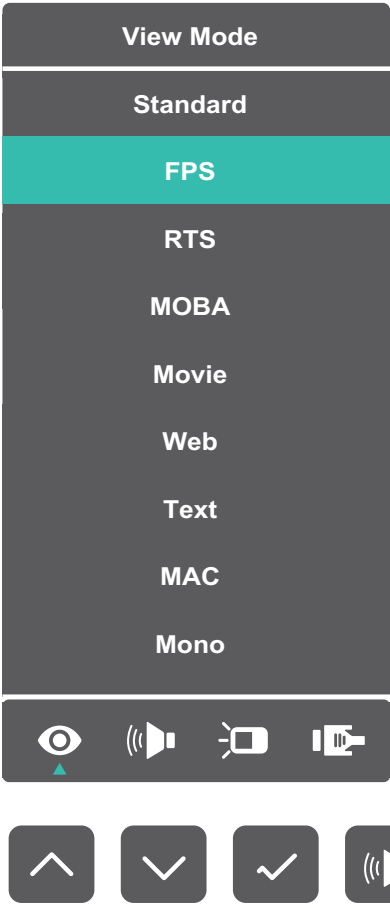 View Mode
Standard
FPS
RTS
MOBA
Movie
Web
Text
MAC
Mono